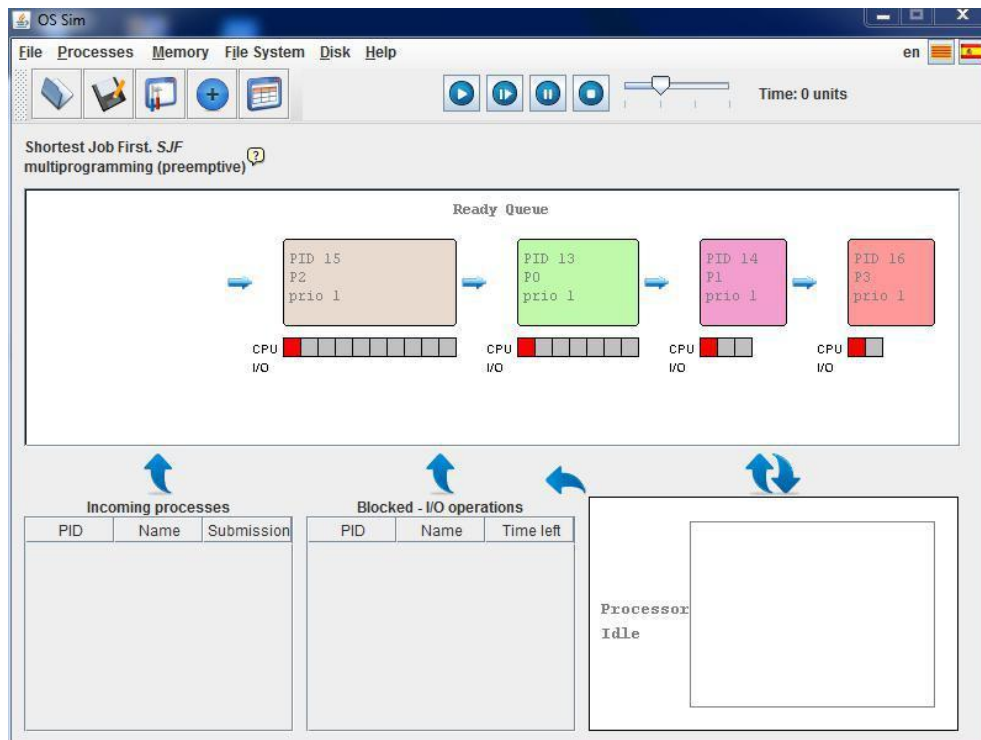 OS Sim
File Processes Memory File System Disk Help en
Time: 0 units
Shortest Job First. SJF
multiprogramming (preemptive) ?
Ready Queue
PID 15
P2
prio 1
CPU
I/O
PID 13
P0
prio 1
CPU
I/O
PID 14
P1
prio 1
CPU
I/O
PID 16
P3
prio 1
CPU
I/O
Incoming processes
PID Name Submission
Blocked - I/O operations
PID Name Time left
Processor
Idle